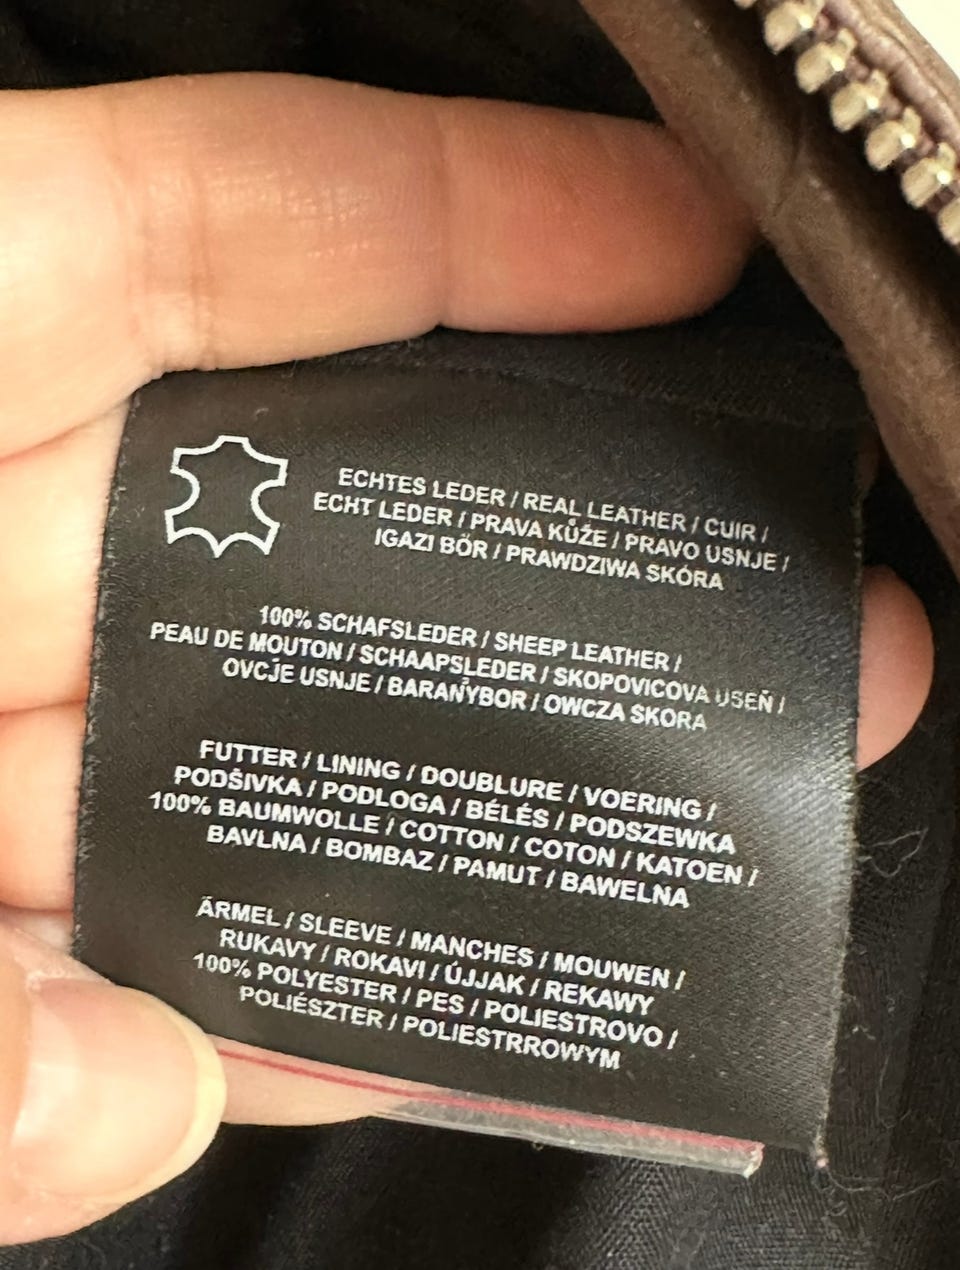 ECHTES LEDER / REAL LEATHER / CUIR /
ECHT LEDER / PRAVA KŮŽE / PRAVO USNJE /
IGAZI BŐR / PRAWDZIWA SKÓRA
100% SCHAFSLEDER / SHEEP LEATHER /
PEAU DE MOUTON / SCHAAPSLEDER / SKOPOVICOVA USEŇ /
OVCJE USNJE / BARANYBOR / OWCZA SKORA
FUTTER / LINING / DOUBLURE / VOERING /
PODŠIVKA / PODLOGA / BÉLÉS / PODSZEWKA
100% BAUMWOLLE / COTTON / COTON / KATOEN /
BAVLNA / BOMBAZ / PAMUT / BAWELNA
ÄRMEL / SLEEVE / MANCHES / MOUWEN /
RUKAVY / ROKAVI / ÚJJAK / REKAWY
100% POLYESTER / PES / POLIESTROVO /
POLIÉSZTER / POLIESTRROWYM